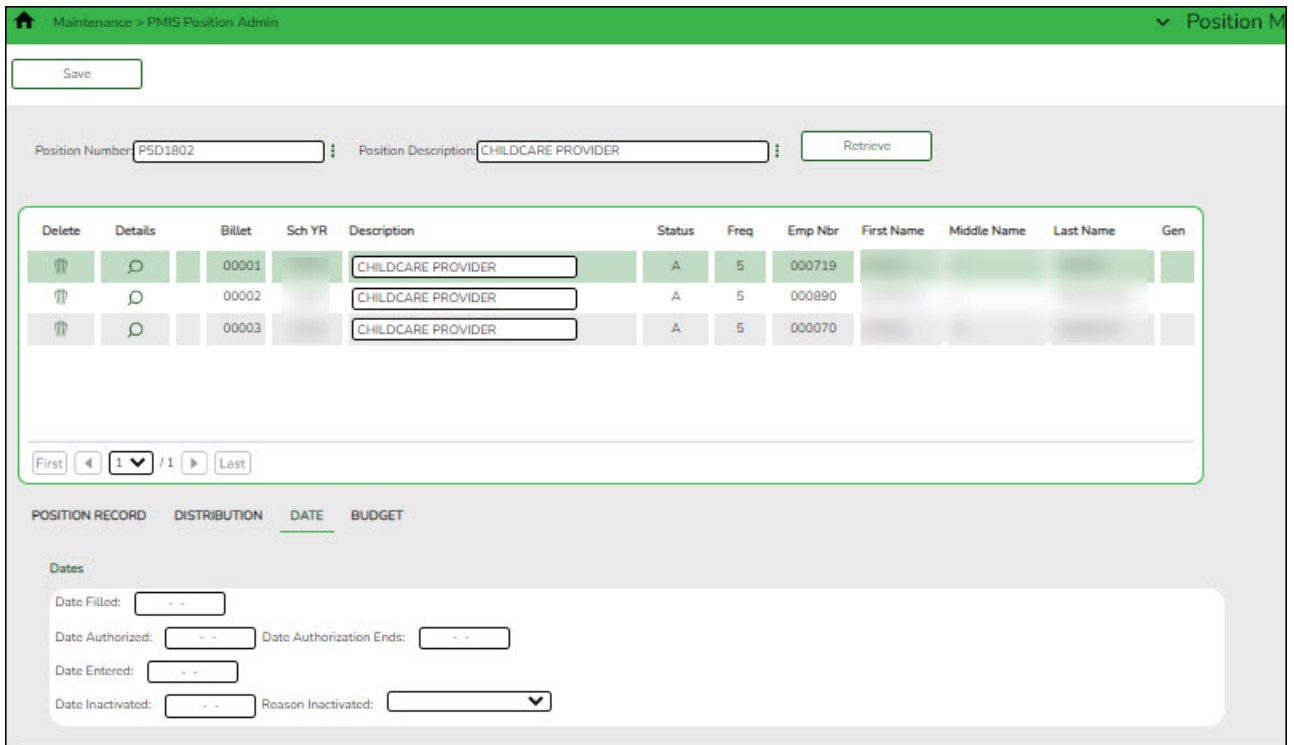 Maintenance > PMIS Position Admin Position M
Save
Position Number: P5D1802 Position Description: CHILDCARE PROVIDER Retrieve
Delete Details Billet Sch YR Description Status Freq Emp Nbr First Name Middle Name Last Name Gen
00001 CHILDCARE PROVIDER A 5 000719
00002 CHILDCARE PROVIDER A 5 000890
00003 CHILDCARE PROVIDER A 5 000070
First 1 / 1 Last
POSITION RECORD DISTRIBUTION DATE BUDGET
Dates
Date Filled: - -
Date Authorized: - - Date Authorization Ends: - -
Date Entered: - -
Date Inactivated: - - Reason Inactivated: